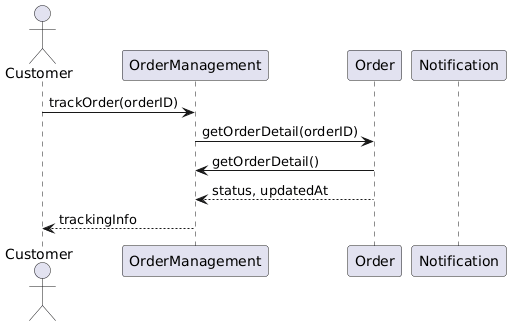 Customer
OrderManagement
Order
Notification
trackOrder(orderID)
getOrderDetail(orderID)
getOrderDetail()
status, updatedAt
trackingInfo
Customer
OrderManagement
Order
Notification